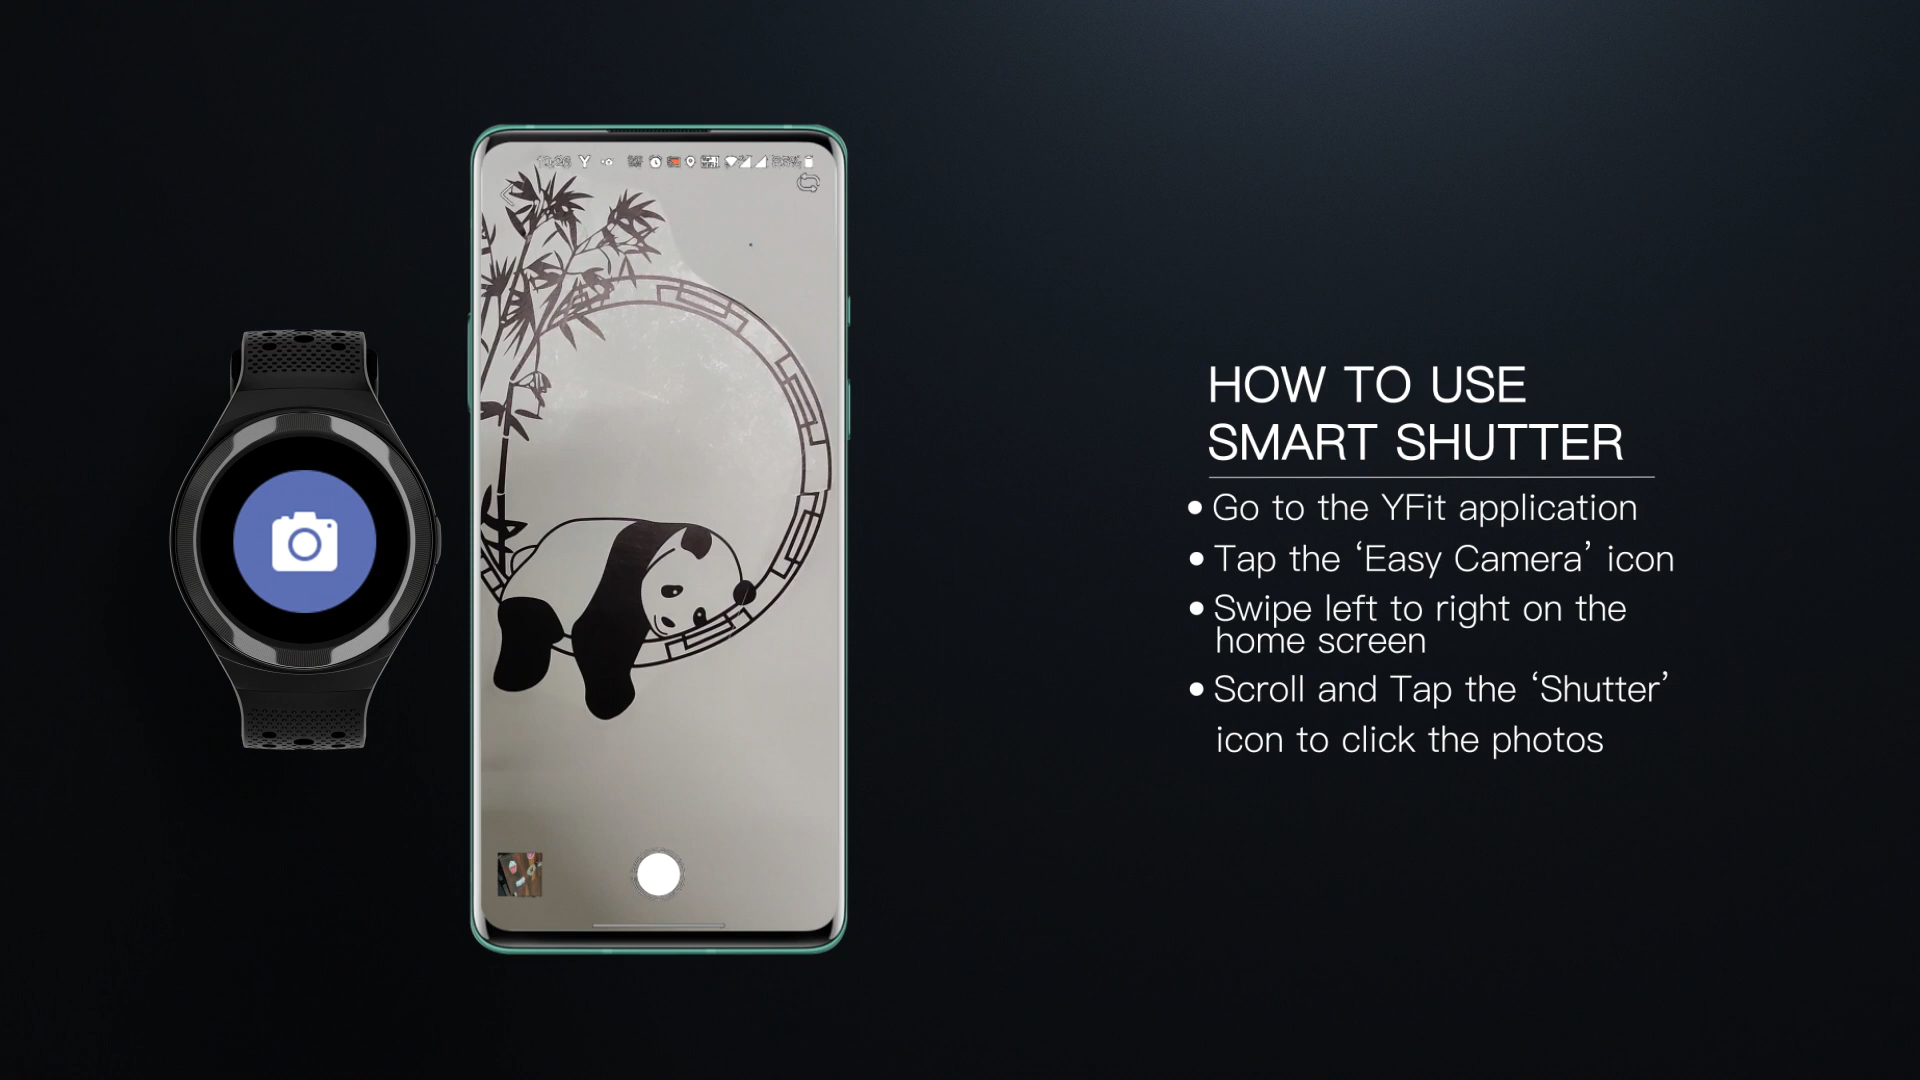 HOW TO USE
SMART SHUTTER
• Go to the YFit application
• Tap the ‘Easy Camera’ icon
• Swipe left to right on the
home screen
• Scroll and Tap the ‘Shutter’
icon to click the photos